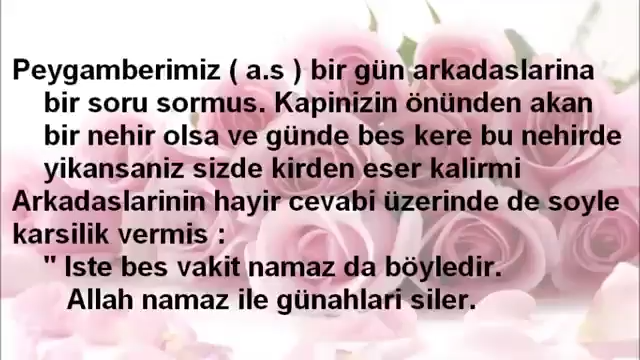 Peygamberimiz ( a.s ) bir gün arkadaslarina
bir soru sormus. Kapinizin önünden akan
bir nehir olsa ve günde bes kere bu nehirde
yikansaniz sizde kirden eser kalirmi
Arkadaslarinin hayir cevabi üzerinde de soyle
karsilik vermis :
" Iste bes vakit namaz da böyledir.
Allah namaz ile günahlari siler.